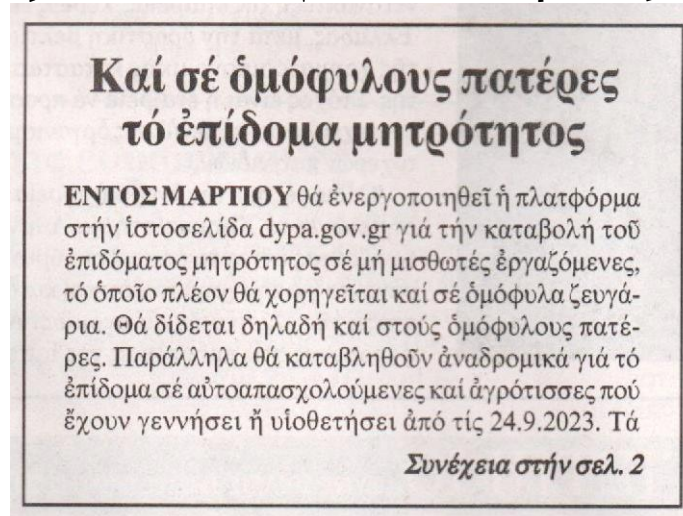 Καί σέ ὁμόφυλους πατέρες
τό ἐπίδομα μητρότητος
ΕΝΤΟΣ ΜΑΡΤΙΟΥ θά ἐνεργοποιηθεῖ ἡ πλατφόρμα
στήν ἱστοσελίδα dypa.gov.gr γιά τήν καταβολή τοῦ
ἐπιδόματος μητρότητος σέ μή μισθωτές ἐργαζόμενες,
τό ὁποῖο πλέον θά χορηγεῖται καί σέ ὁμόφυλα ζευγά-
ρια. Θά δίδεται δηλαδή καί στούς ὁμόφυλους πατέ-
ρες. Παράλληλα θά καταβληθοῦν ἀναδρομικά γιά τό
ἐπίδομα σέ αὐτοαπασχολούμενες καί ἀγρότισσες πού
ἔχουν γεννήσει ἤ υἱοθετήσει ἀπό τίς 24.9.2023. Τά
Συνέχεια στήν σελ. 2